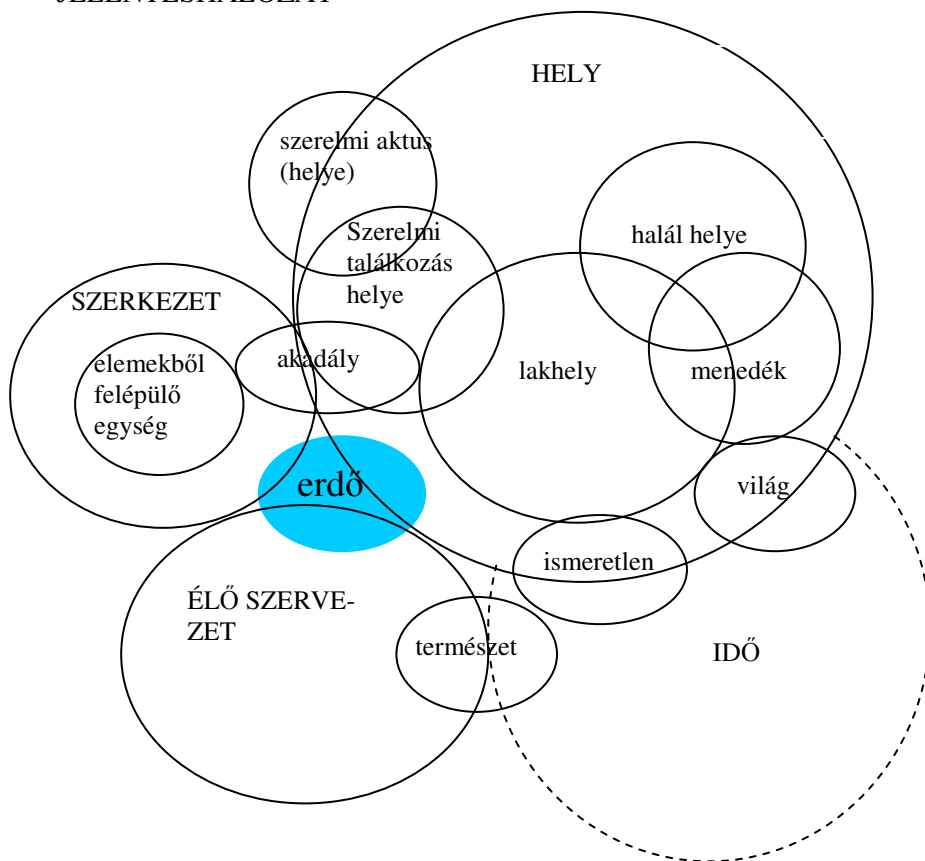 JELENTÉSHÁLÓZAT
HELY
szerelmi aktus
(helye)
Szerelmi
találkozás
helye
halál helye
SZERKEZET
elemekből
felépülő
egység
akadály
lakhely
menedék
erdő
világ
ismeretlen
ÉLŐ SZERVE-
ZET
természet
IDŐ